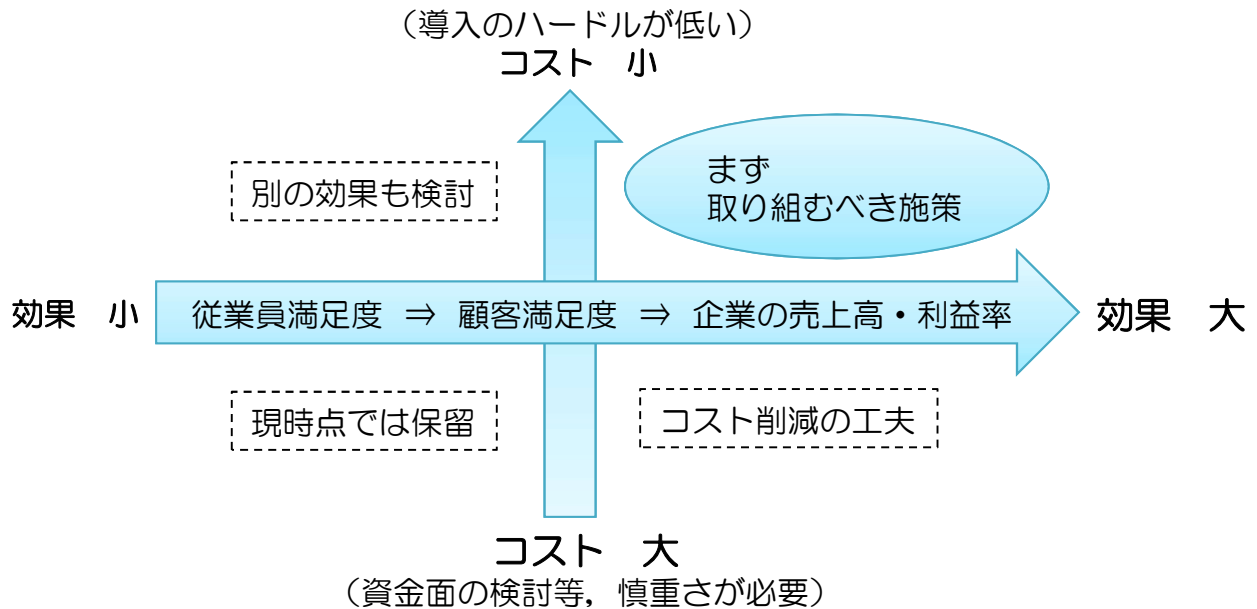 （導入のハードルが低い）
コスト　小
別の効果も検討
まず
取り組むべき施策
効果　小
従業員満足度 ⇒ 顧客満足度 ⇒ 企業の売上高・利益率
効果　大
現時点では保留
コスト削減の工夫
コスト　大
（資金面の検討等，慎重さが必要）